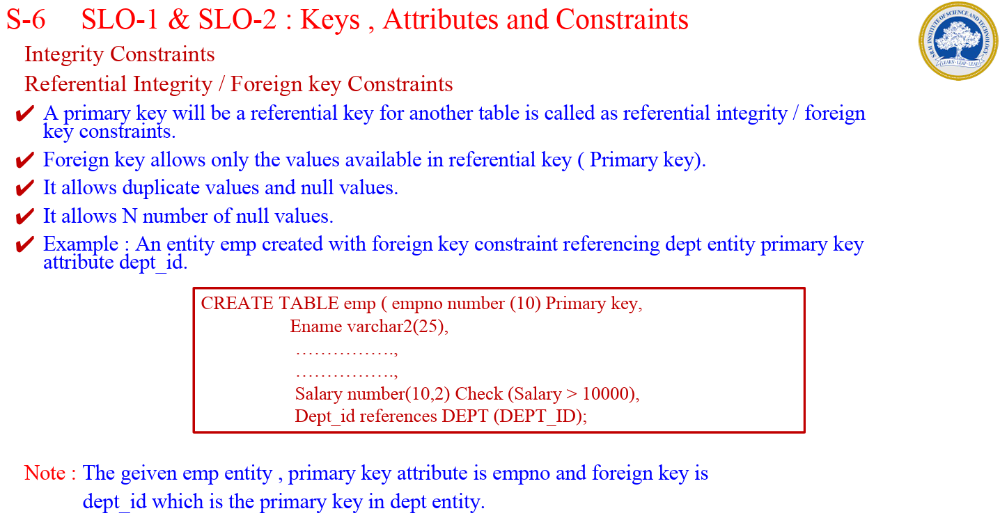 S-6 SLO-1 & SLO-2 : Keys , Attributes and Constraints
SRM INSTITUTE OF SCIENCE AND TECHNOLOGY
LEARN - LEAP - LEAD
Integrity Constraints
Referential Integrity / Foreign key Constraints
✔ A primary key will be a referential key for another table is called as referential integrity / foreign
key constraints.
✔ Foreign key allows only the values available in referential key ( Primary key).
✔ It allows duplicate values and null values.
✔ It allows N number of null values.
✔ Example : An entity emp created with foreign key constraint referencing dept entity primary key
attribute dept_id.
CREATE TABLE emp ( empno number (10) Primary key,
Ename varchar2(25),
…………….,
…………….,
Salary number(10,2) Check (Salary > 10000),
Dept_id references DEPT (DEPT_ID);
Note : The geiven emp entity , primary key attribute is empno and foreign key is
dept_id which is the primary key in dept entity.